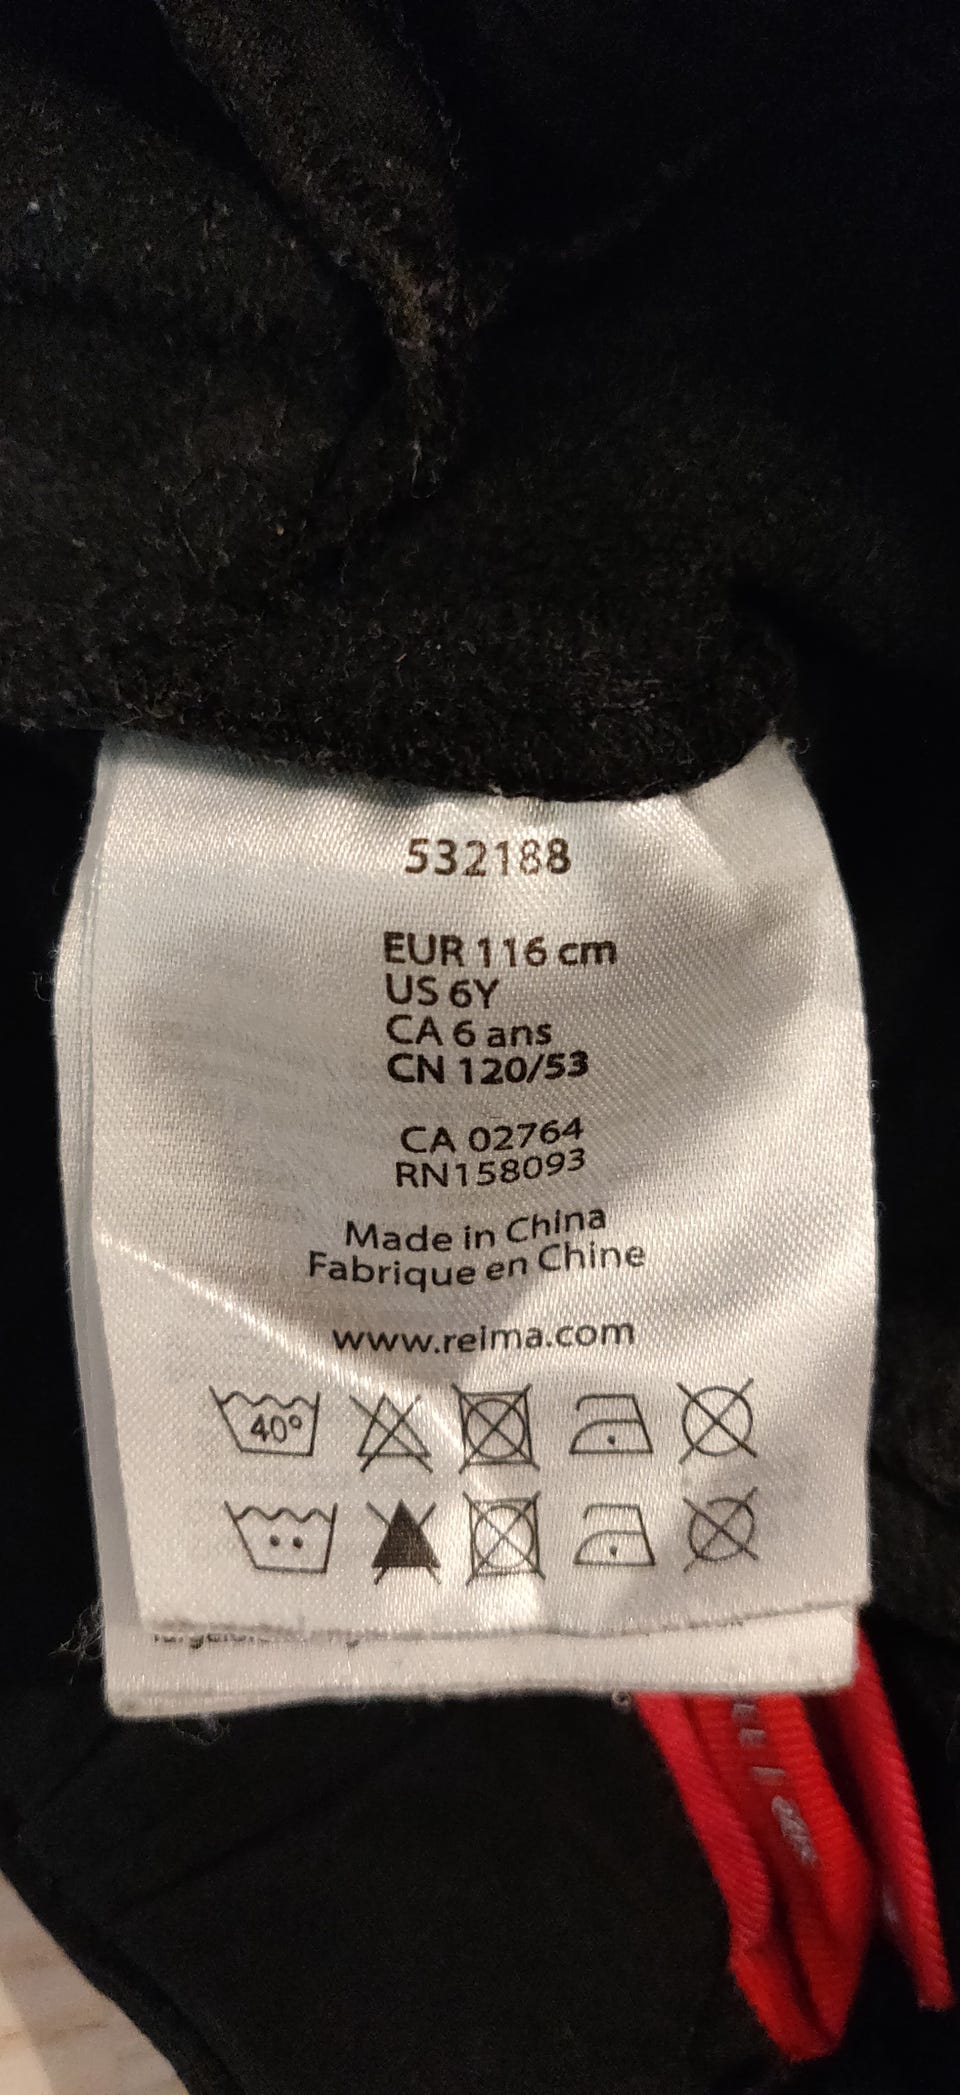 532188
EUR 116 cm
US 6Y
CA 6 ans
CN 120/53
CA 02764
RN158093
Made in China
Fabrique en Chine
www.reima.com
40°